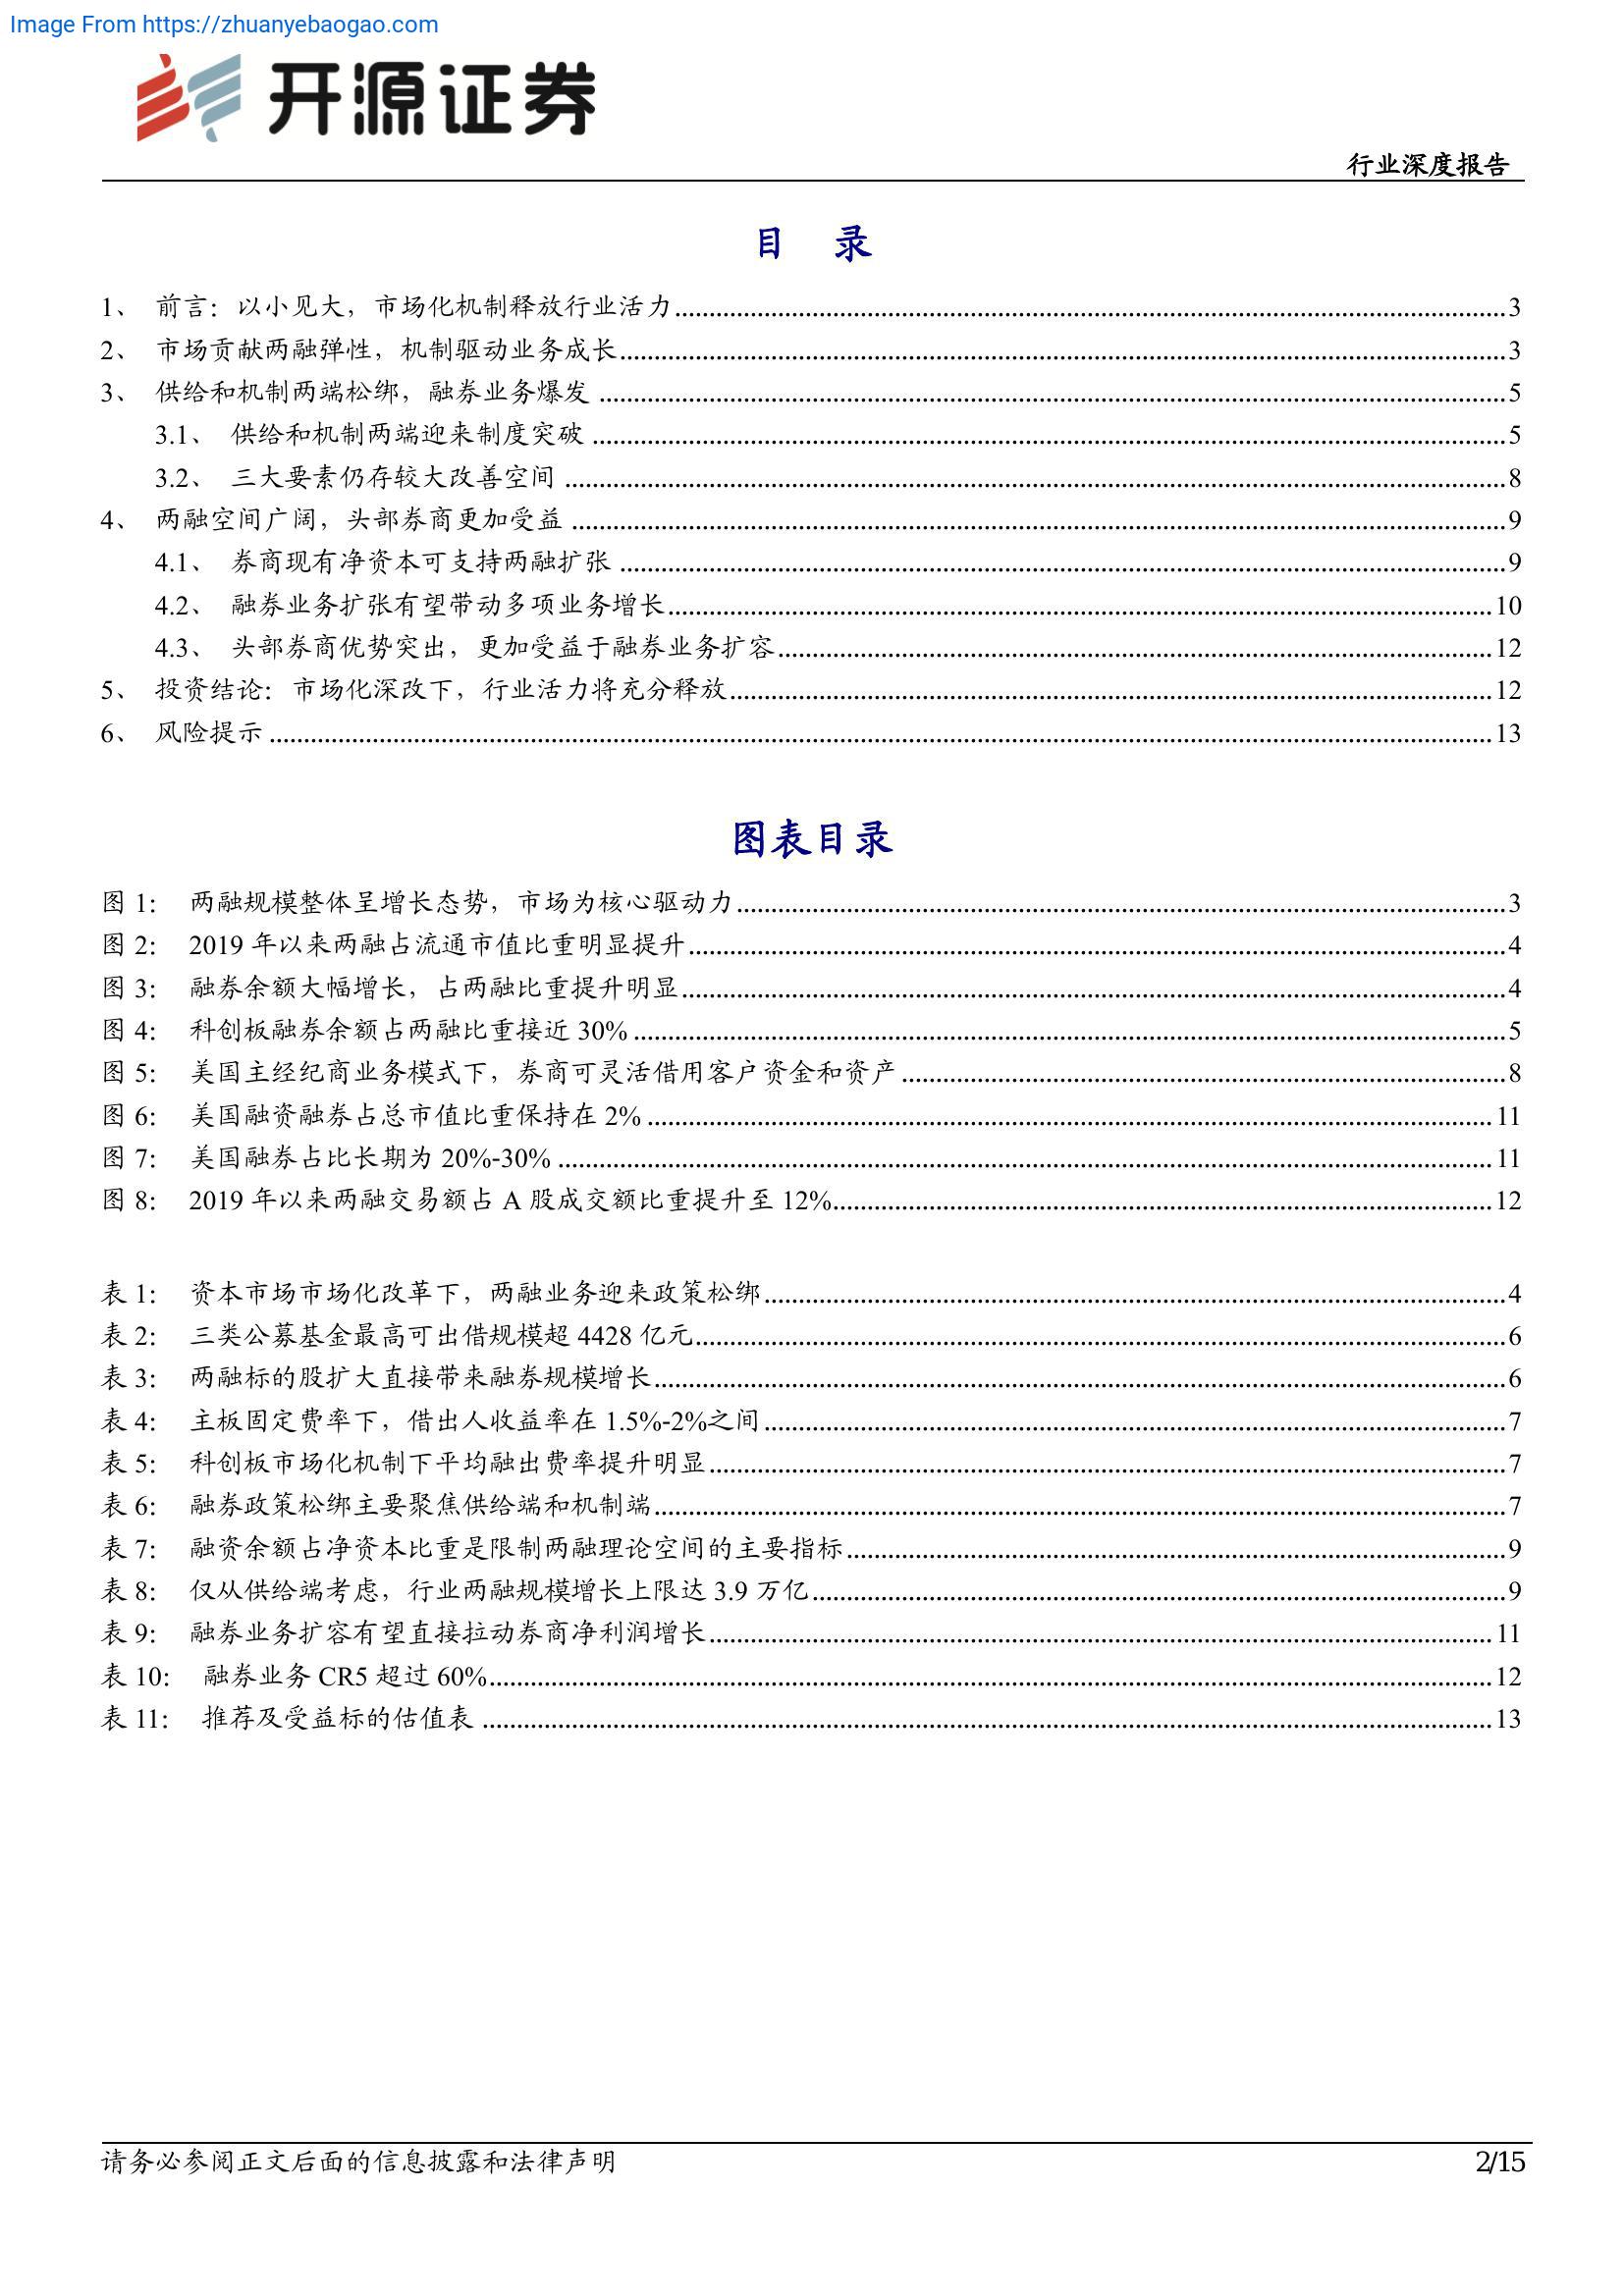 Image From https://zhuanyebaogao.com
开源证券
行业深度报告
目 录
1、 前言：以小见大，市场化机制释放行业活力 3
2、 市场贡献两融弹性，机制驱动业务成长 3
3、 供给和机制两端松绑，融券业务爆发 5
3.1、 供给和机制两端迎来制度突破 5
3.2、 三大要素仍存较大改善空间 8
4、 两融空间广阔，头部券商更加受益 9
4.1、 券商现有净资本可支持两融扩张 9
4.2、 融券业务扩张有望带动多项业务增长 10
4.3、 头部券商优势突出，更加受益于融券业务扩容 12
5、 投资结论：市场化深改下，行业活力将充分释放 12
6、 风险提示 13
图表目录
图 1： 两融规模整体呈增长态势，市场为核心驱动力 3
图 2： 2019 年以来两融占流通市值比重明显提升 4
图 3： 融券余额大幅增长，占两融比重提升明显 4
图 4： 科创板融券余额占两融比重接近 30% 5
图 5： 美国主经纪商业务模式下，券商可灵活借用客户资金和资产 8
图 6： 美国融资融券占总市值比重保持在 2% 11
图 7： 美国融券占比长期为 20%-30% 11
图 8： 2019 年以来两融交易额占 A 股成交额比重提升至 12% 12
表 1： 资本市场市场化改革下，两融业务迎来政策松绑 4
表 2： 三类公募基金最高可出借规模超 4428 亿元 6
表 3： 两融标的股扩大直接带来融券规模增长 6
表 4： 主板固定费率下，借出人收益率在 1.5%-2%之间 7
表 5： 科创板市场化机制下平均融出费率提升明显 7
表 6： 融券政策松绑主要聚焦供给端和机制端 7
表 7： 融资余额占净资本比重是限制两融理论空间的主要指标 9
表 8： 仅从供给端考虑，行业两融规模增长上限达 3.9 万亿 9
表 9： 融券业务扩容有望直接拉动券商净利润增长 11
表 10： 融券业务 CR5 超过 60% 12
表 11： 推荐及受益标的估值表 13
请务必参阅正文后面的信息披露和法律声明 2/15